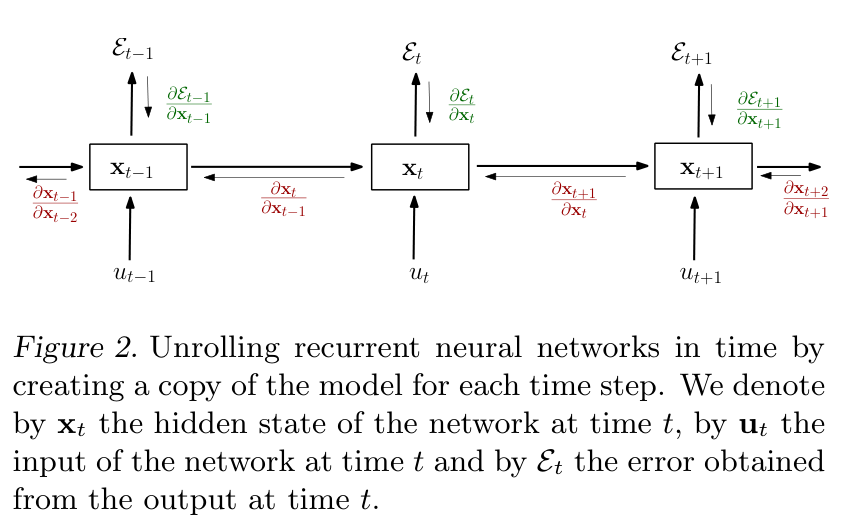 ℰ_{t−1} ℰ_t ℰ_{t+1}
∂ℰ_{t−1}/∂𝐱_{t−1} ∂ℰ_t/∂𝐱_t ∂ℰ_{t+1}/∂𝐱_{t+1}
𝐱_{t−1} 𝐱_t 𝐱_{t+1}
∂𝐱_{t−1}/∂𝐱_{t−2} ∂𝐱_t/∂𝐱_{t−1} ∂𝐱_{t+1}/∂𝐱_t ∂𝐱_{t+2}/∂𝐱_{t+1}
u_{t−1} u_t u_{t+1}
Figure 2. Unrolling recurrent neural networks in time by
creating a copy of the model for each time step. We denote
by 𝐱_t the hidden state of the network at time t, by 𝐮_t the
input of the network at time t and by ℰ_t the error obtained
from the output at time t.